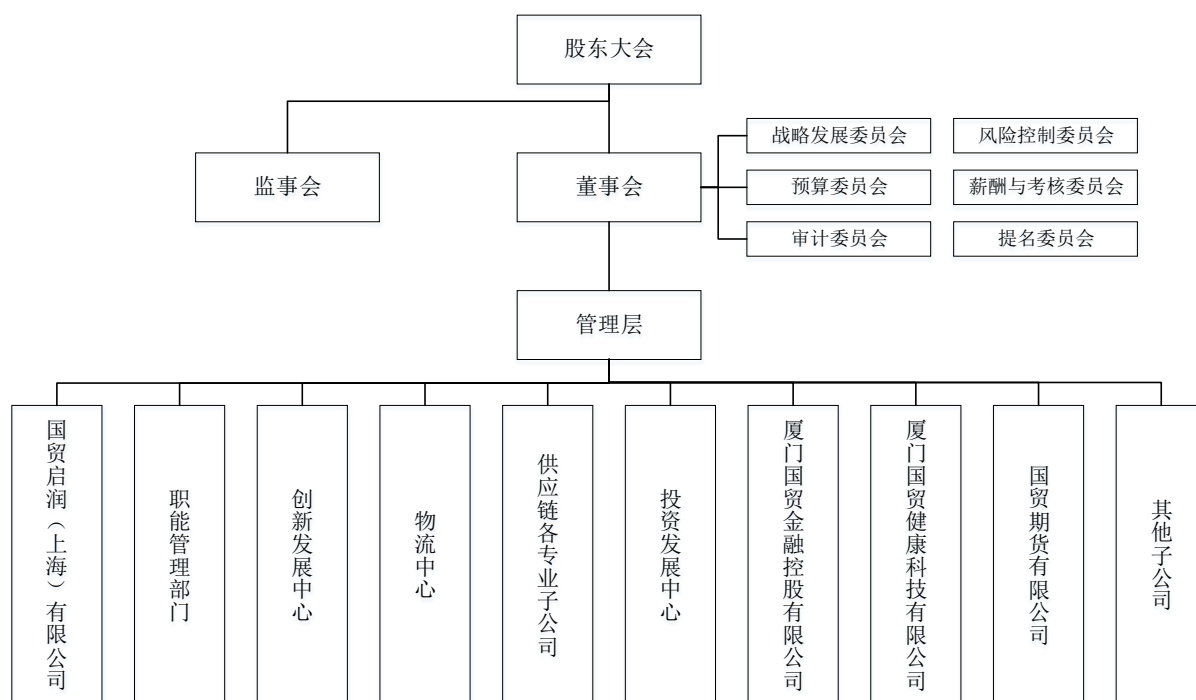 股东大会
监事会
董事会
战略发展委员会
风险控制委员会
预算委员会
薪酬与考核委员会
审计委员会
提名委员会
管理层
国贸启润（上海）有限公司
职能管理部门
创新发展中心
物流中心
供应链各专业子公司
投资发展中心
厦门国贸金融控股有限公司
厦门国贸健康科技有限公司
国贸期货有限公司
其他子公司